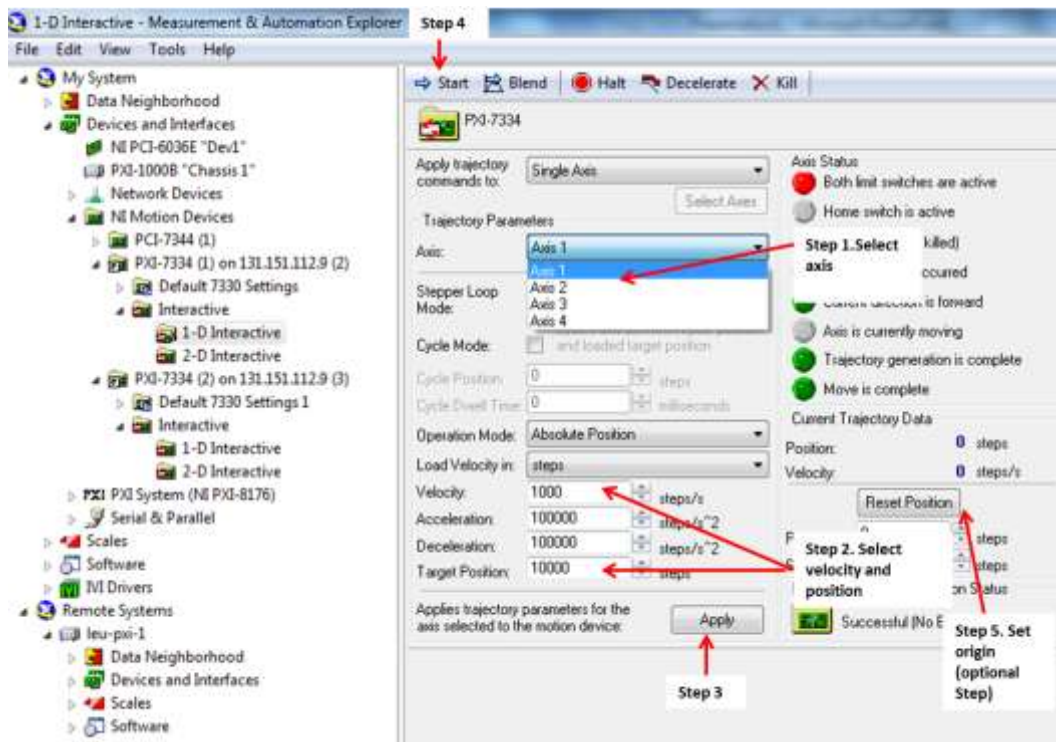 1-D Interactive - Measurement & Automation Explorer
Step 4
File Edit View Tools Help
My System
Data Neighborhood
Devices and Interfaces
NI PCI-6036E "Dev1"
PXI-1000B "Chassis 1"
Network Devices
NI Motion Devices
PCI-7344 (1)
PXI-7334 (1) on 131.151.112.9 (2)
Default 7330 Settings
Interactive
1-D Interactive
2-D Interactive
PXI-7334 (2) on 131.151.112.9 (3)
Default 7330 Settings 1
Interactive
1-D Interactive
2-D Interactive
PXI PXI System (NI PXI-8176)
Serial & Parallel
Scales
Software
IVI Drivers
Remote Systems
leu-pxi-1
Data Neighborhood
Devices and Interfaces
Scales
Software
Start Blend Halt Decelerate Kill
PXI-7334
Apply trajectory
commands to:
Single Axis
Select Axes
Trajectory Parameters
Axis:
Axis 1
Axis 1
Axis 2
Axis 3
Axis 4
Stepper Loop
Mode:
Cycle Mode: and loaded target position
Cycle Position: 0 steps
Cycle Dwell Time: 0 milliseconds
Operation Mode: Absolute Position
Load Velocity in: steps
Velocity: 1000 steps/s
Acceleration: 100000 steps/s^2
Deceleration: 100000 steps/s^2
Target Position: 10000 steps
Applies trajectory parameters for the
axis selected to the motion device:
Apply
Step 3
Axis Status
Both limit switches are active
Home switch is active
killed)
Step 1.Select
axis
Current direction is forward
Axis is currently moving
Trajectory generation is complete
Move is complete
Current Trajectory Data
Position: 0 steps
Velocity: 0 steps/s
Reset Position
steps
steps
Step 2. Select
velocity and
position
Status
Successful (No
Step 5. Set
origin
(optional
Step)